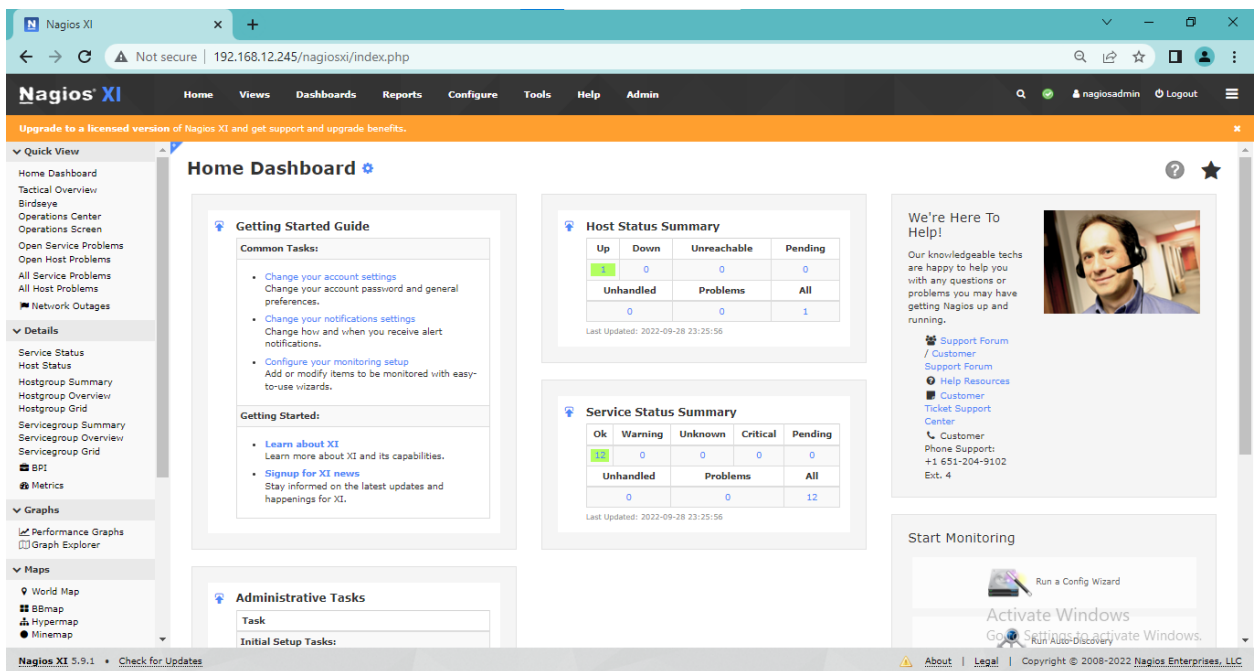 Nagios XI
Not secure | 192.168.12.245/nagiosxi/index.php
Nagios XI
Home Views Dashboards Reports Configure Tools Help Admin
nagiosadmin Logout
Upgrade to a licensed version of Nagios XI and get support and upgrade benefits.
Quick View
Home Dashboard
Tactical Overview
Birdseye
Operations Center
Operations Screen
Open Service Problems
Open Host Problems
All Service Problems
All Host Problems
Network Outages
Details
Service Status
Host Status
Hostgroup Summary
Hostgroup Overview
Hostgroup Grid
Servicegroup Summary
Servicegroup Overview
Servicegroup Grid
BPI
Metrics
Graphs
Performance Graphs
Graph Explorer
Maps
World Map
BBmap
Hypermap
Minemap
Home Dashboard
Getting Started Guide
Common Tasks:
Change your account settings
Change your account password and general
preferences.
Change your notifications settings
Change how and when you receive alert
notifications.
Configure your monitoring setup
Add or modify items to be monitored with easy-
to-use wizards.
Getting Started:
Learn about XI
Learn more about XI and its capabilities.
Signup for XI news
Stay informed on the latest updates and
happenings for XI.
Administrative Tasks
Task
Initial Setup Tasks:
Host Status Summary
Up Down Unreachable Pending
1 0 0 0
Unhandled Problems All
0 0 1
Last Updated: 2022-09-28 23:25:56
Service Status Summary
Ok Warning Unknown Critical Pending
12 0 0 0 0
Unhandled Problems All
0 0 12
Last Updated: 2022-09-28 23:25:56
We're Here To
Help!
Our knowledgeable techs
are happy to help you
with any questions or
problems you may have
getting Nagios up and
running.
Support Forum
/ Customer
Support Forum
Help Resources
Customer
Ticket Support
Center
Customer
Phone Support:
+1 651-204-9102
Ext. 4
Start Monitoring
Run a Config Wizard
Run Auto-Discovery
Activate Windows
Go to Settings to activate Windows.
Nagios XI 5.9.1 • Check for Updates
About | Legal | Copyright © 2008-2022 Nagios Enterprises, LLC